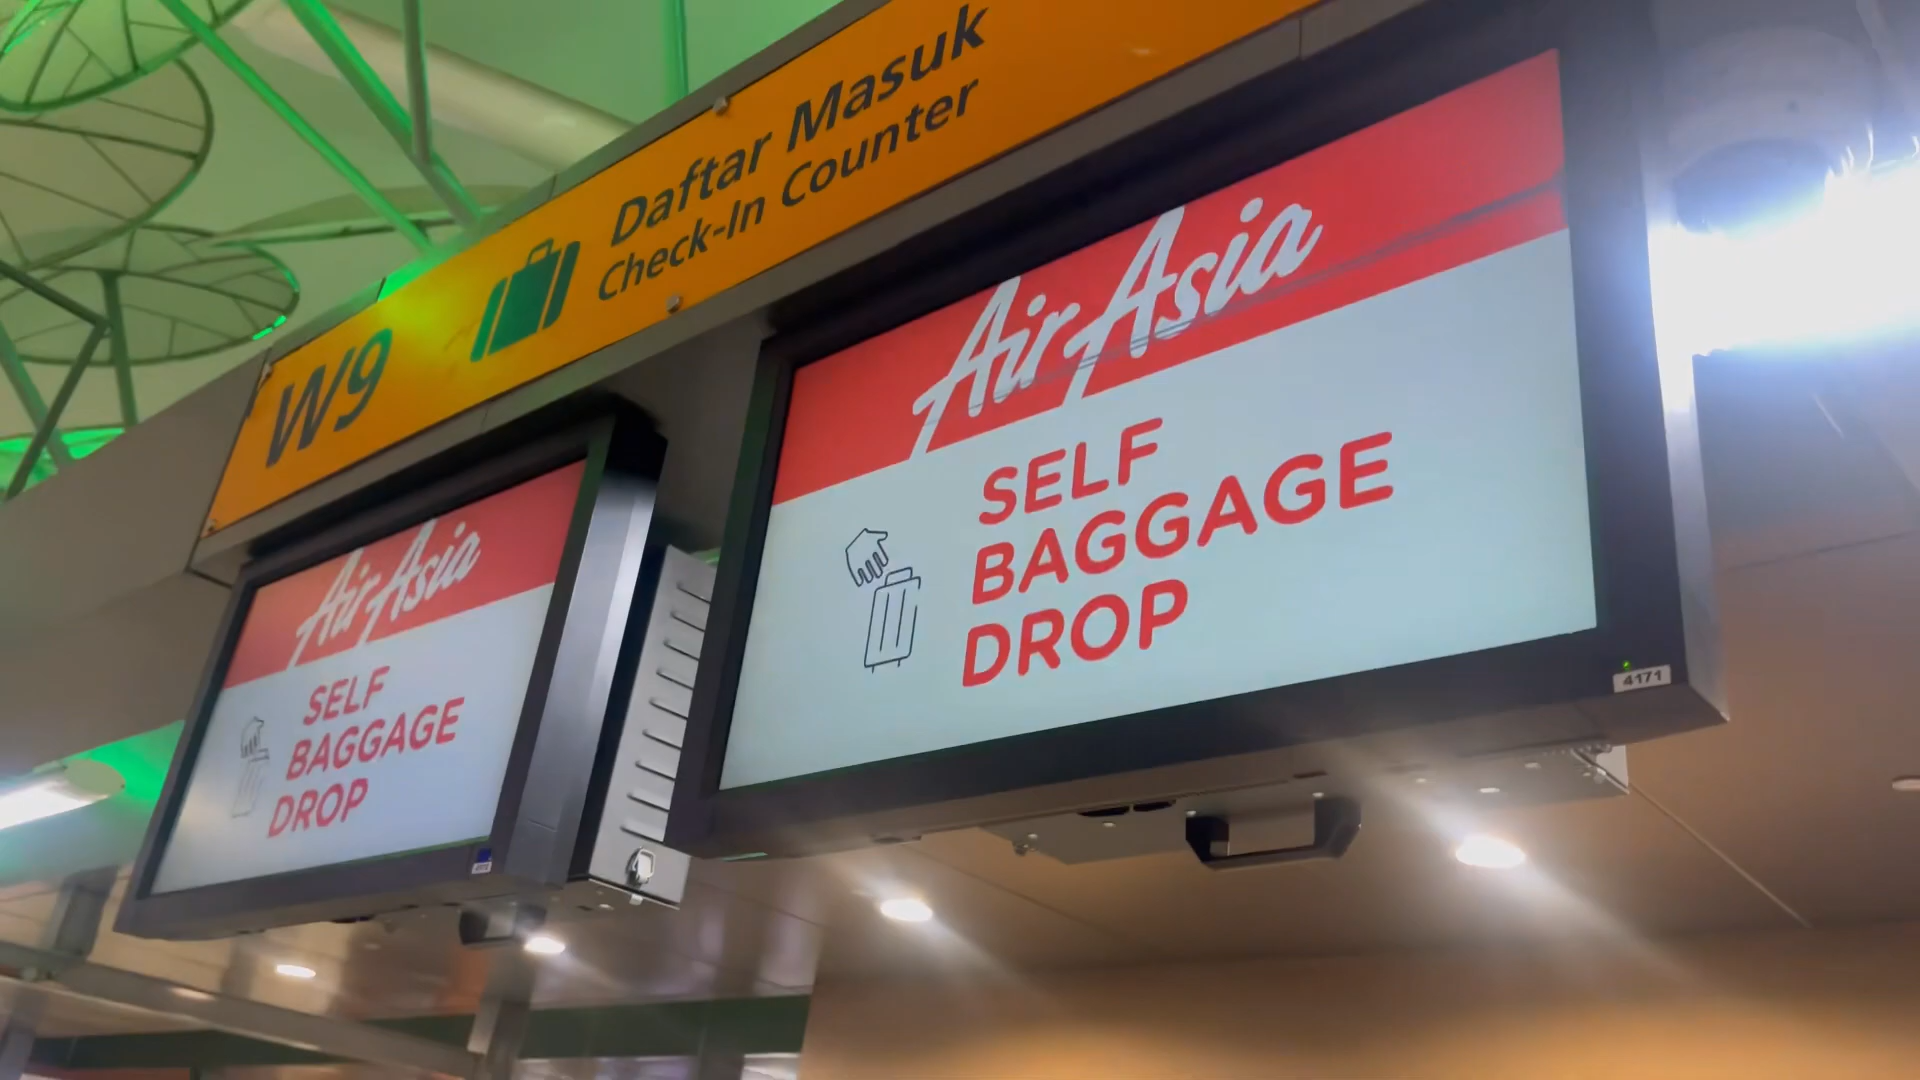 W9
Daftar Masuk
Check-In Counter
AirAsia
SELF
BAGGAGE
DROP
AirAsia
SELF
BAGGAGE
DROP
4171